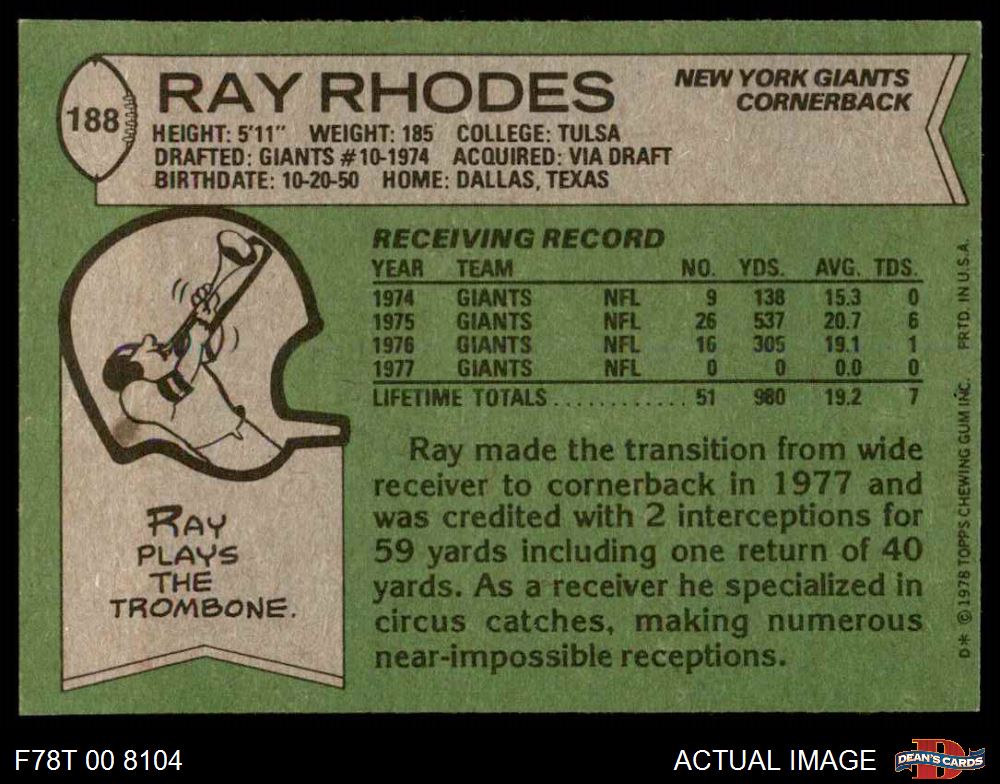 188
RAY RHODES
NEW YORK GIANTS
CORNERBACK
HEIGHT: 5'11" WEIGHT: 185 COLLEGE: TULSA
DRAFTED: GIANTS #10-1974 ACQUIRED: VIA DRAFT
BIRTHDATE: 10-20-50 HOME: DALLAS, TEXAS
RECEIVING RECORD
YEAR TEAM NO. YDS. AVG. TDS.
1974 GIANTS NFL 9 138 15.3 0
1975 GIANTS NFL 26 537 20.7 6
1976 GIANTS NFL 16 305 19.1 1
1977 GIANTS NFL 0 0 0.0 0
LIFETIME TOTALS............ 51 980 19.2 7
Ray made the transition from wide
receiver to cornerback in 1977 and
was credited with 2 interceptions for
59 yards including one return of 40
yards. As a receiver he specialized in
circus catches, making numerous
near-impossible receptions.
RAY
PLAYS
THE
TROMBONE.
D* ©1978 TOPPS CHEWING GUM INC. PRTD. IN U.S.A.
F78T 00 8104
ACTUAL IMAGE
D
DEAN'S CARDS